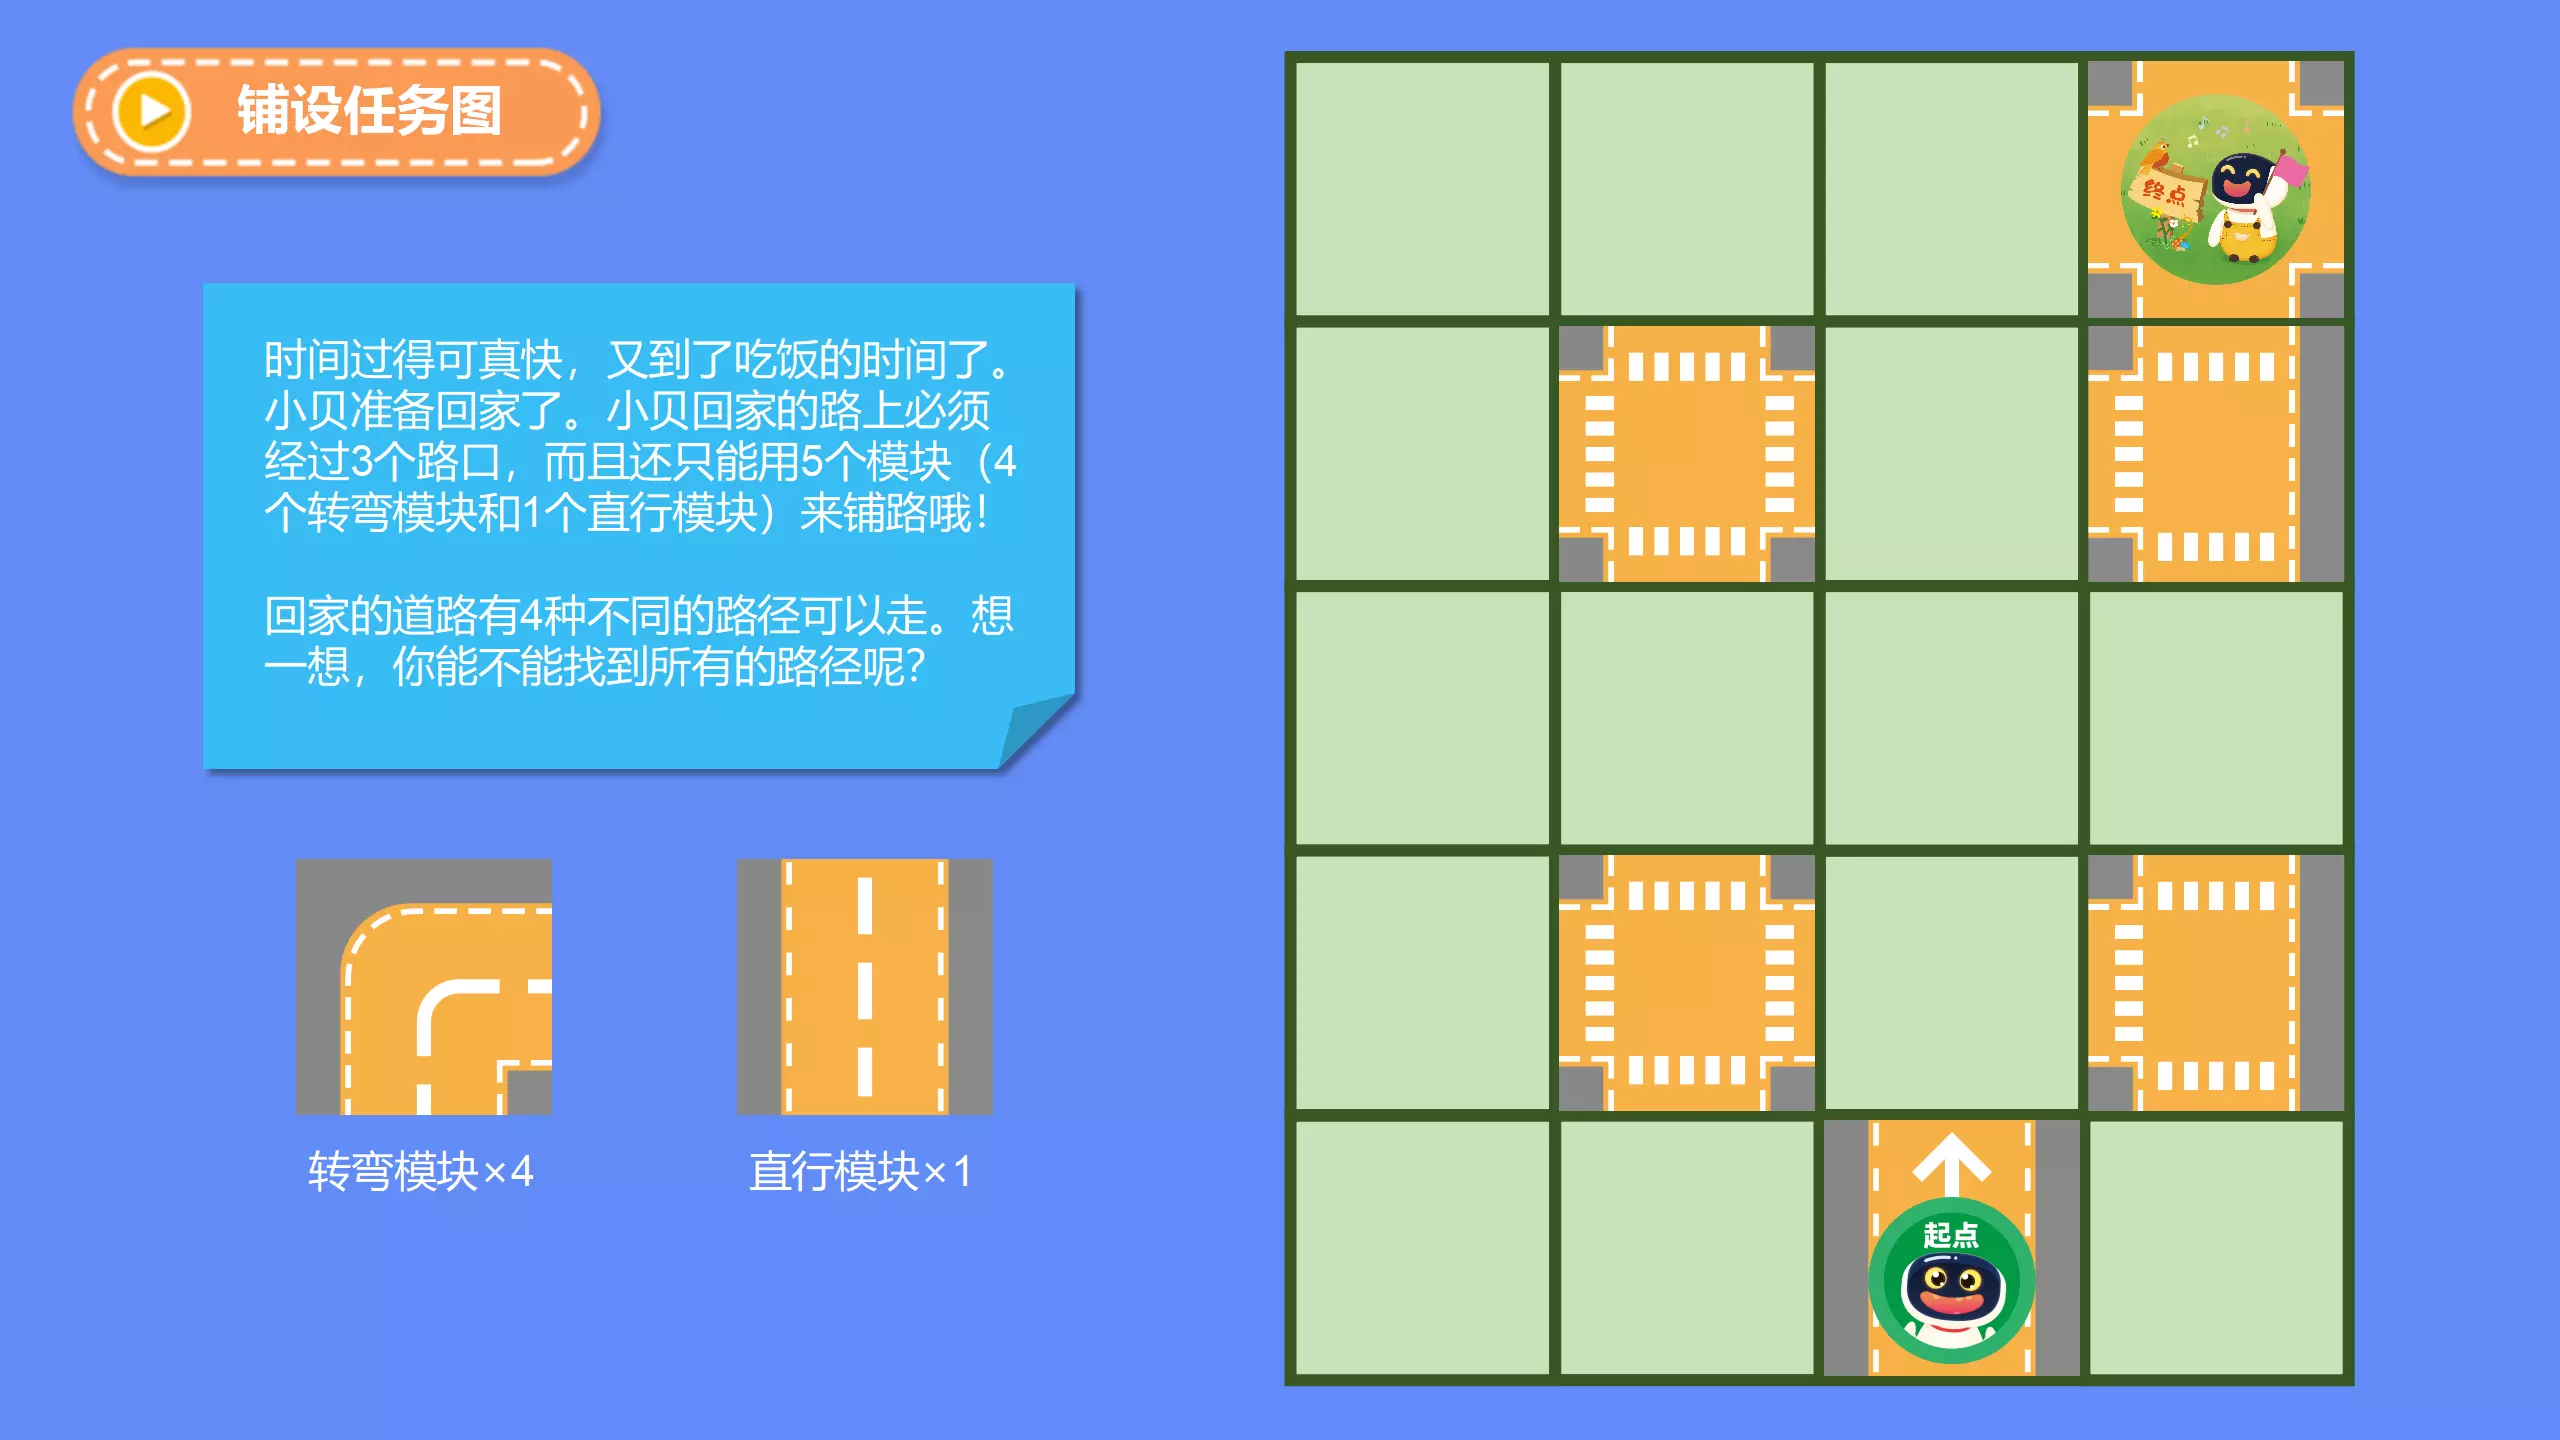 铺设任务图
终点
时间过得可真快，又到了吃饭的时间了。
小贝准备回家了。小贝回家的路上必须
经过3个路口，而且还只能用5个模块（4
个转弯模块和1个直行模块）来铺路哦！
回家的道路有4种不同的路径可以走。想
一想，你能不能找到所有的路径呢？
转弯模块×4
直行模块×1
起点